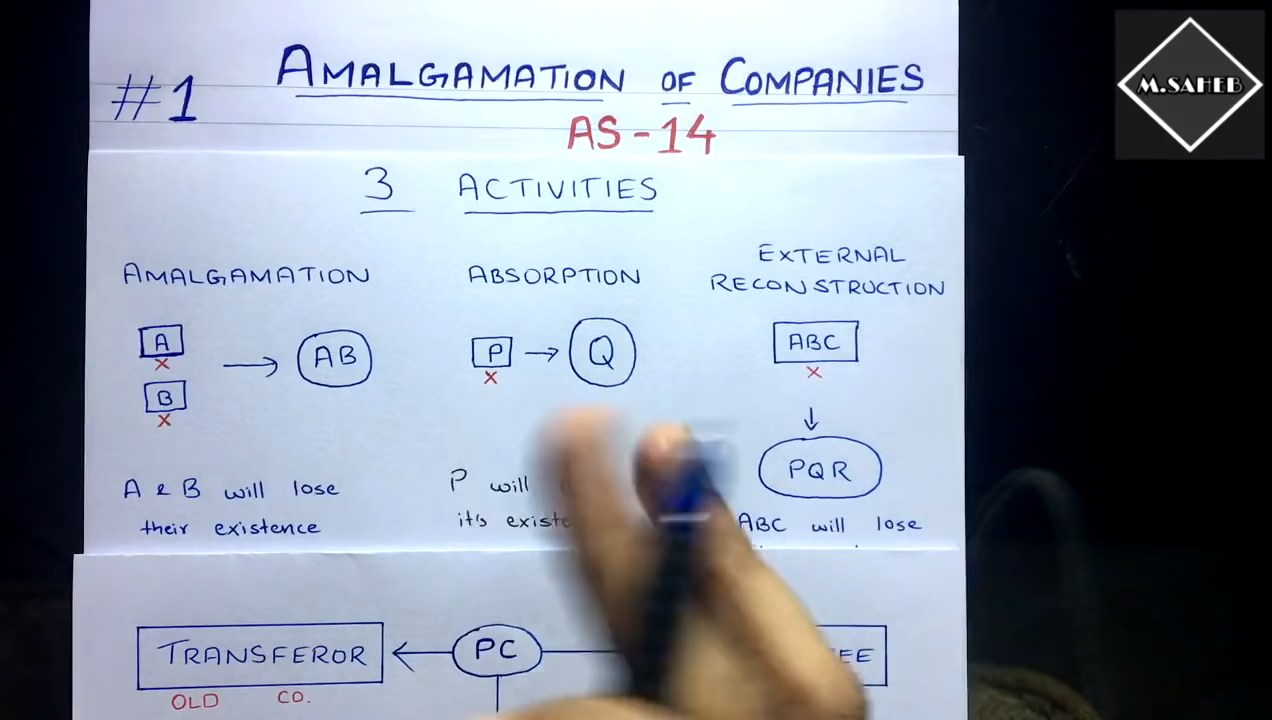 #1 AMALGAMATION OF COMPANIES
AS-14
3 ACTIVITIES
AMALGAMATION
A
X
B
X
AB
A & B will lose
their existence
ABSORPTION
P
X
Q
P will
it's
EXTERNAL
RECONSTRUCTION
ABC
X
PQR
ABC will lose
TRANSFEROR
OLD CO.
PC
M.SAHEB